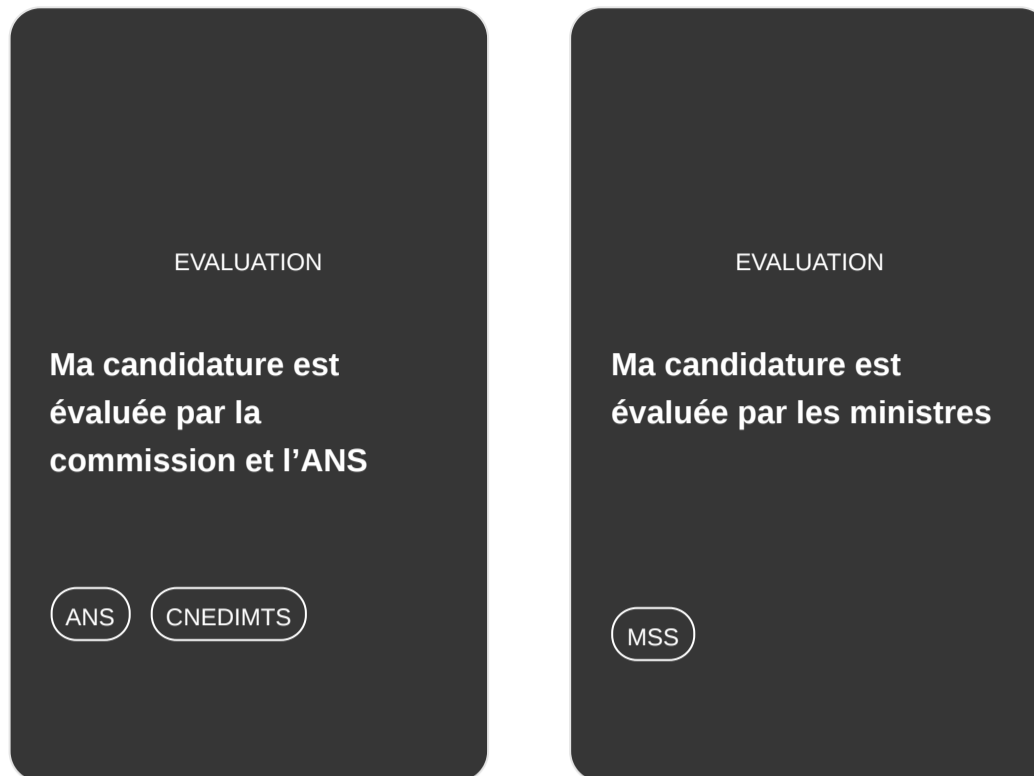 EVALUATION
Ma candidature est
évaluée par la
commission et l’ANS
ANS
CNEDIMTS
EVALUATION
Ma candidature est
évaluée par les ministres
MSS